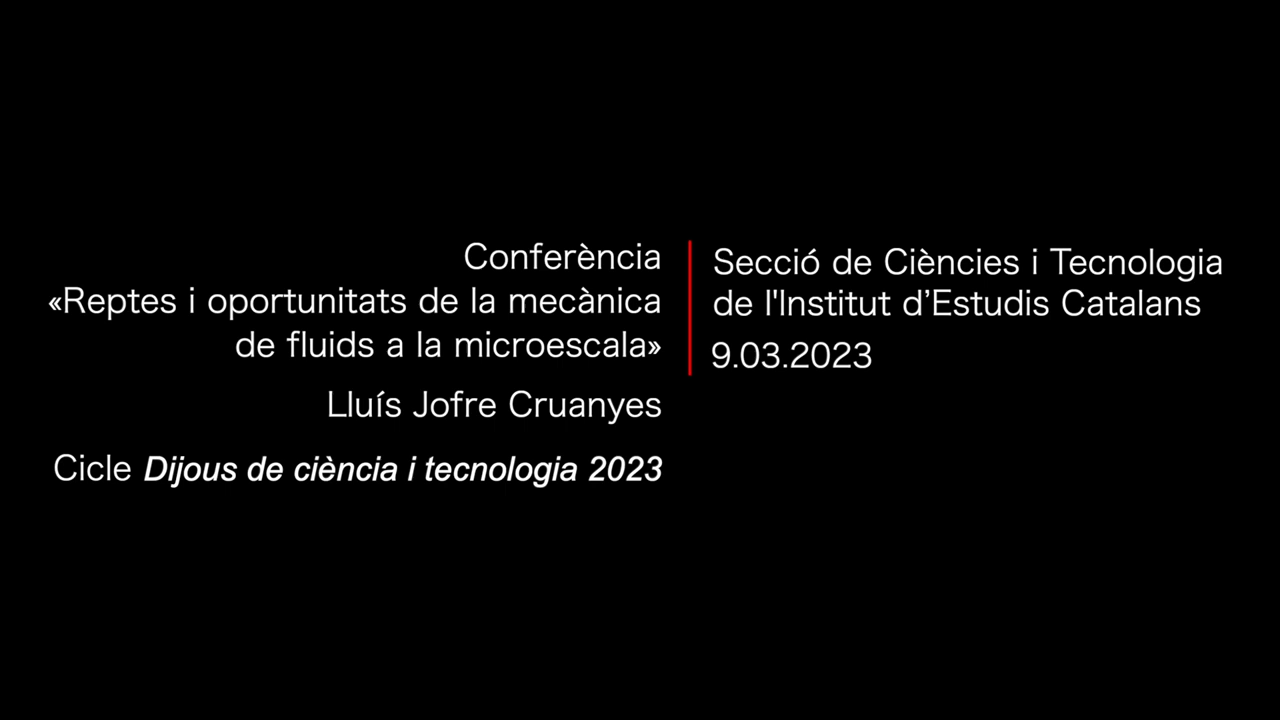 Conferència
«Reptes i oportunitats de la mecànica
de fluids a la microescala»
Lluís Jofre Cruanyes
Cicle Dijous de ciència i tecnologia 2023
Secció de Ciències i Tecnologia
de l'Institut d’Estudis Catalans
9.03.2023